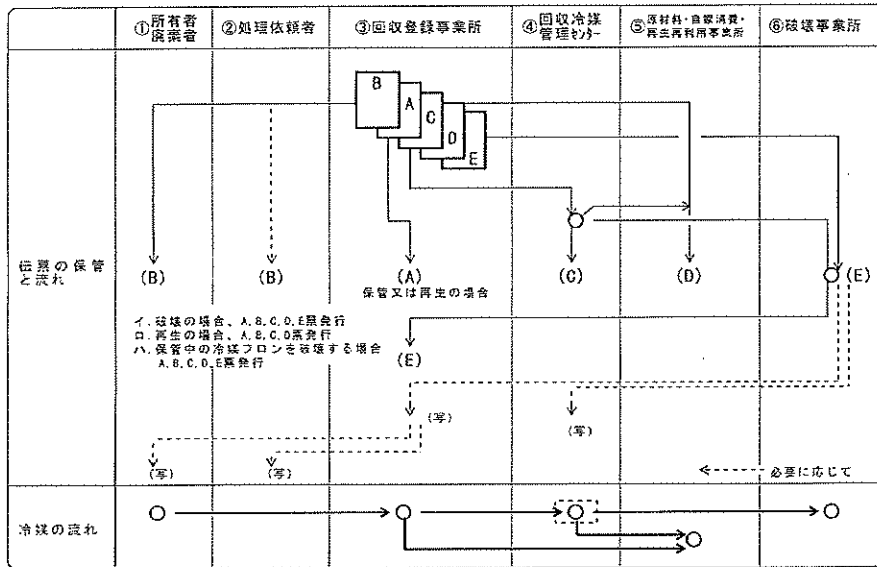 ①所有者
廃棄者
②処理依頼者
③回収登録事業所
④回収冷媒
管理センター
⑤原材料・自家消費・
再生再利用事業所
⑥破壊事業所
B
A
C
D
E
伝票の保管
と流れ
(B)
(B)
(A)
(C)
(D)
(E)
保管又は再生の場合
イ.破壊の場合、A.B.C.D.E票発行
ロ.再生の場合、A.B.C.D票発行
ハ.保管中の冷媒フロンを破壊する場合
A.B.C.D.E票発行
(E)
(写)
(写)
(写)
(写)
必要に応じて
冷媒の流れ